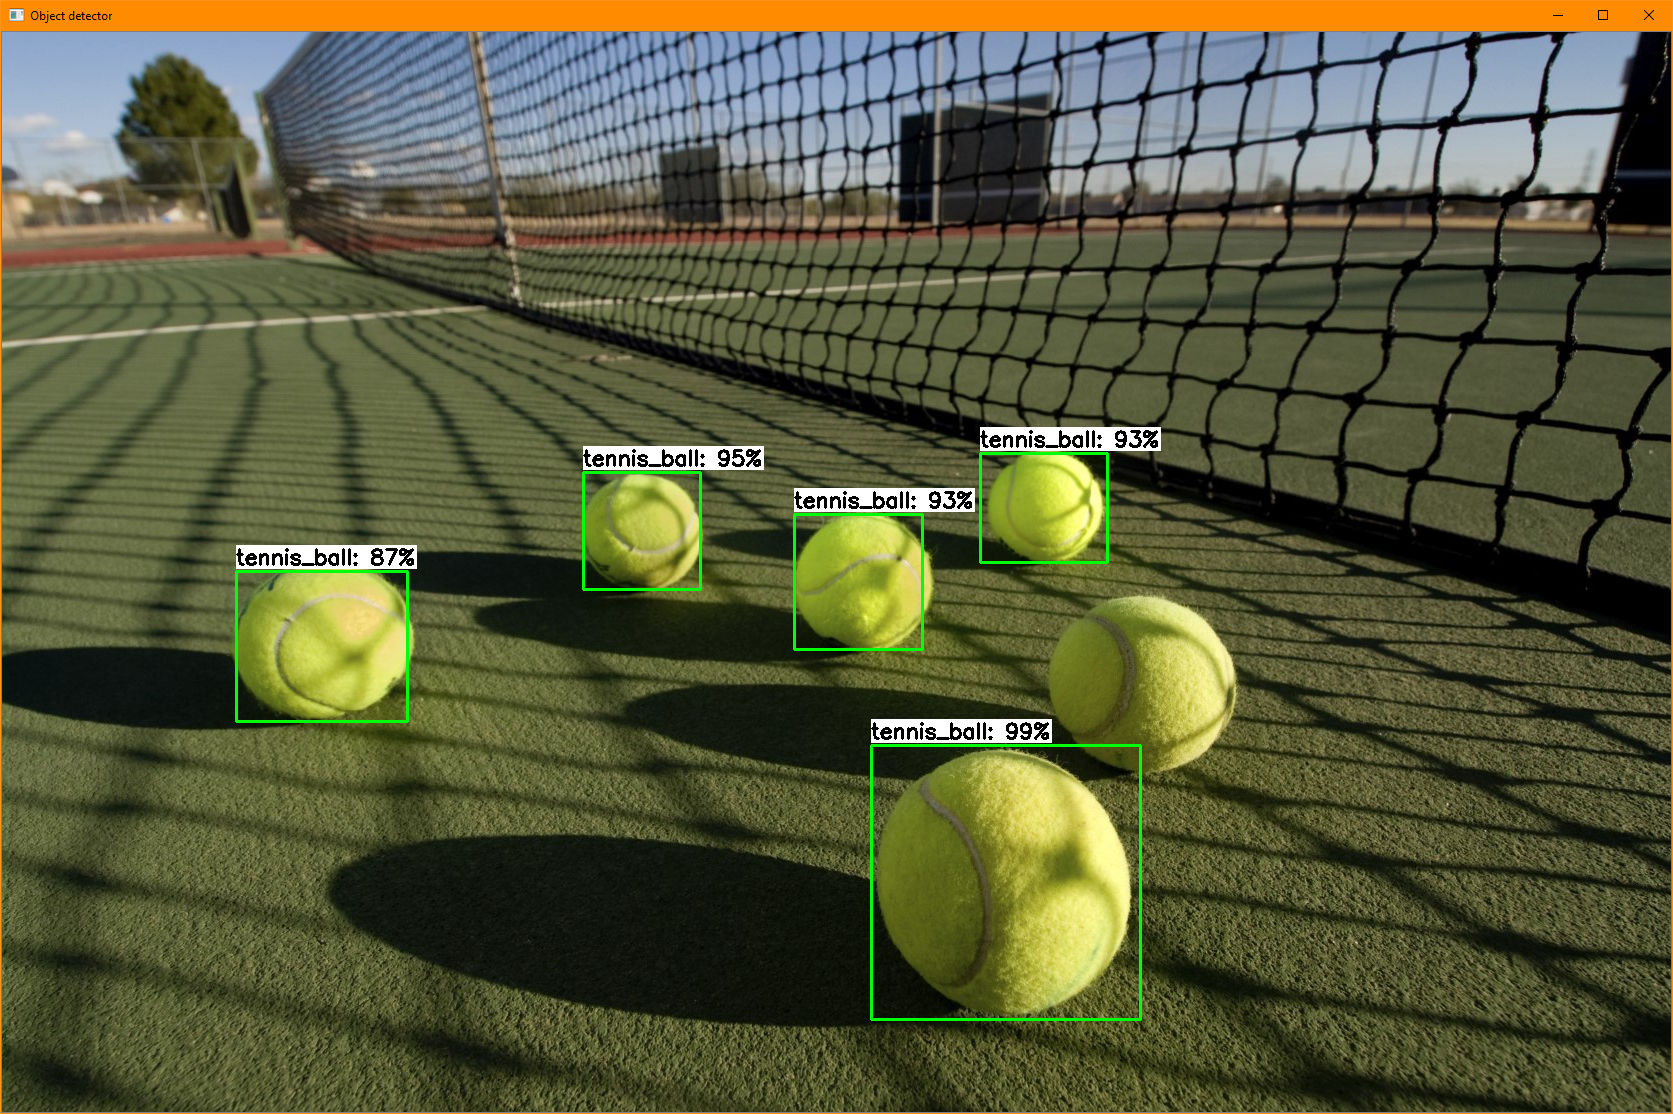 Object detector
tennis_ball: 93%
tennis_ball: 95%
tennis_ball: 93%
tennis_ball: 87%
tennis_ball: 99%